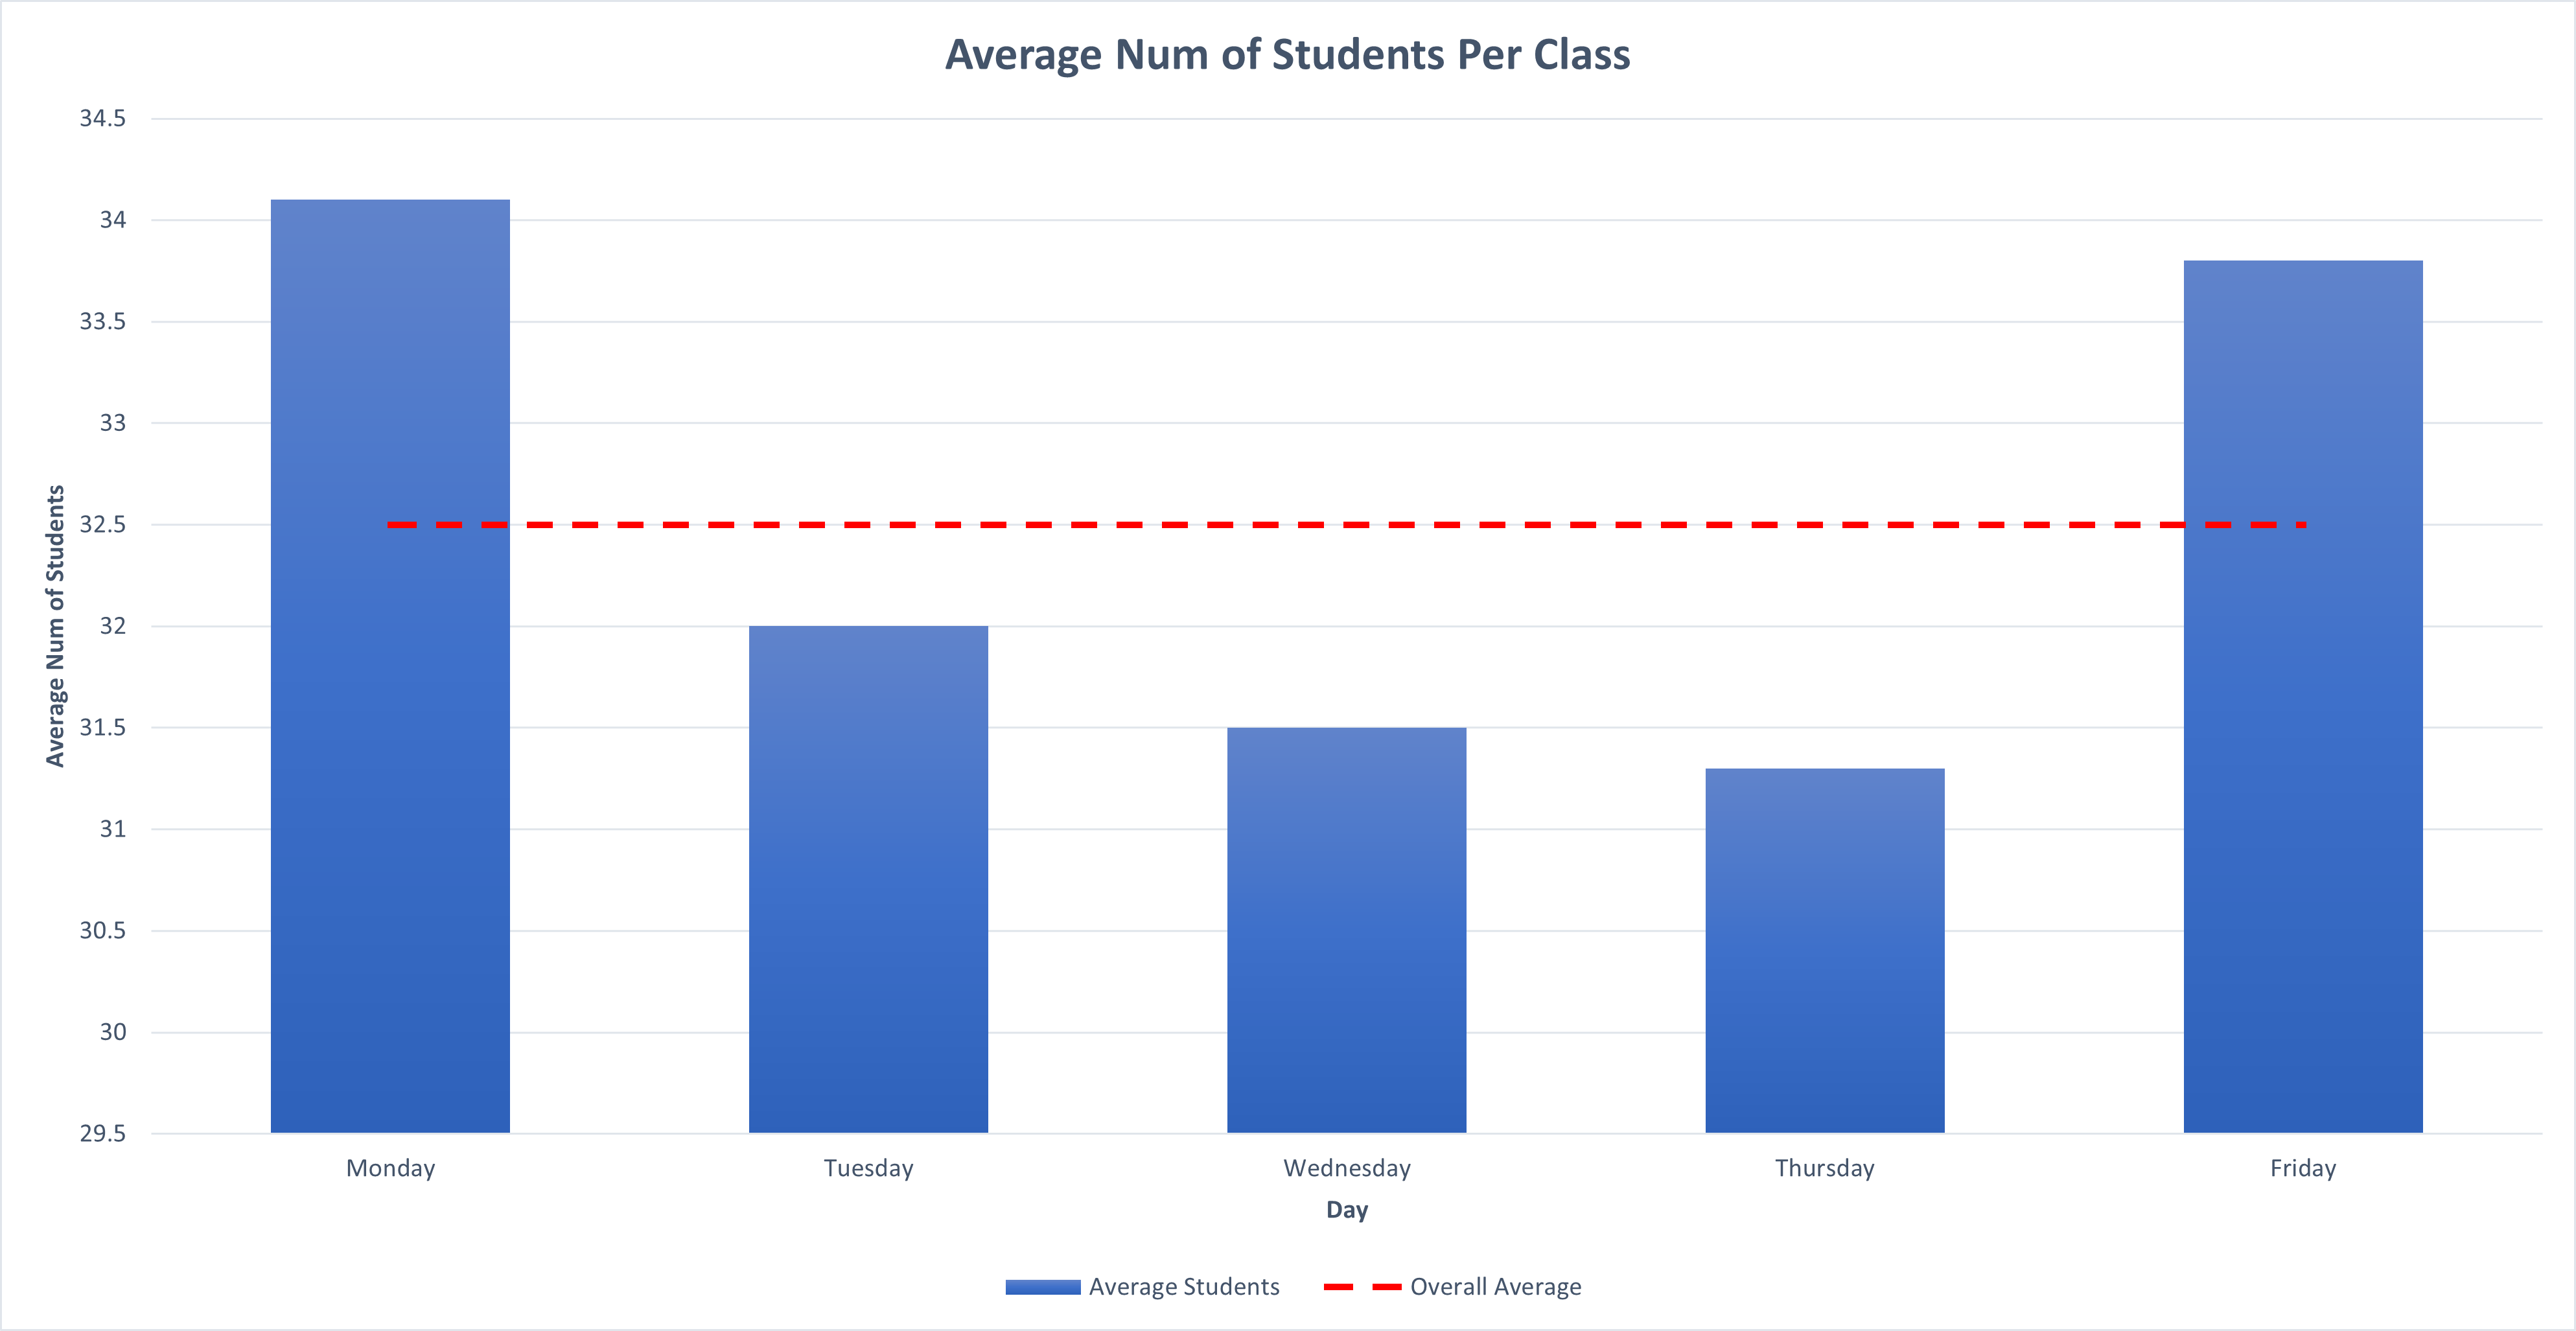 Average Num of Students Per Class
34.5
34
33.5
33
32.5
32
31.5
31
30.5
30
29.5
Average Num of Students
Monday Tuesday Wednesday Thursday Friday
Day
Average Students Overall Average